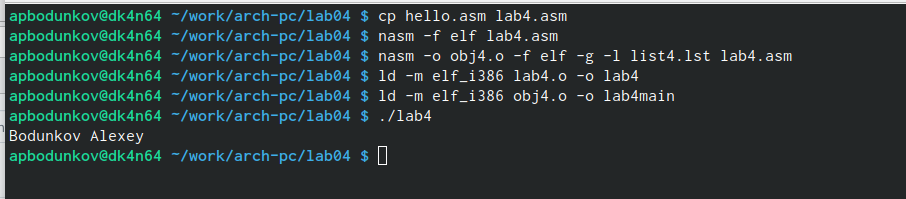 apbodunkov@dk4n64 ~/work/arch-pc/lab04 $ cp hello.asm lab4.asm
apbodunkov@dk4n64 ~/work/arch-pc/lab04 $ nasm -f elf lab4.asm
apbodunkov@dk4n64 ~/work/arch-pc/lab04 $ nasm -o obj4.o -f elf -g -l list4.lst lab4.asm
apbodunkov@dk4n64 ~/work/arch-pc/lab04 $ ld -m elf_i386 lab4.o -o lab4
apbodunkov@dk4n64 ~/work/arch-pc/lab04 $ ld -m elf_i386 obj4.o -o lab4main
apbodunkov@dk4n64 ~/work/arch-pc/lab04 $ ./lab4
Bodunkov Alexey
apbodunkov@dk4n64 ~/work/arch-pc/lab04 $